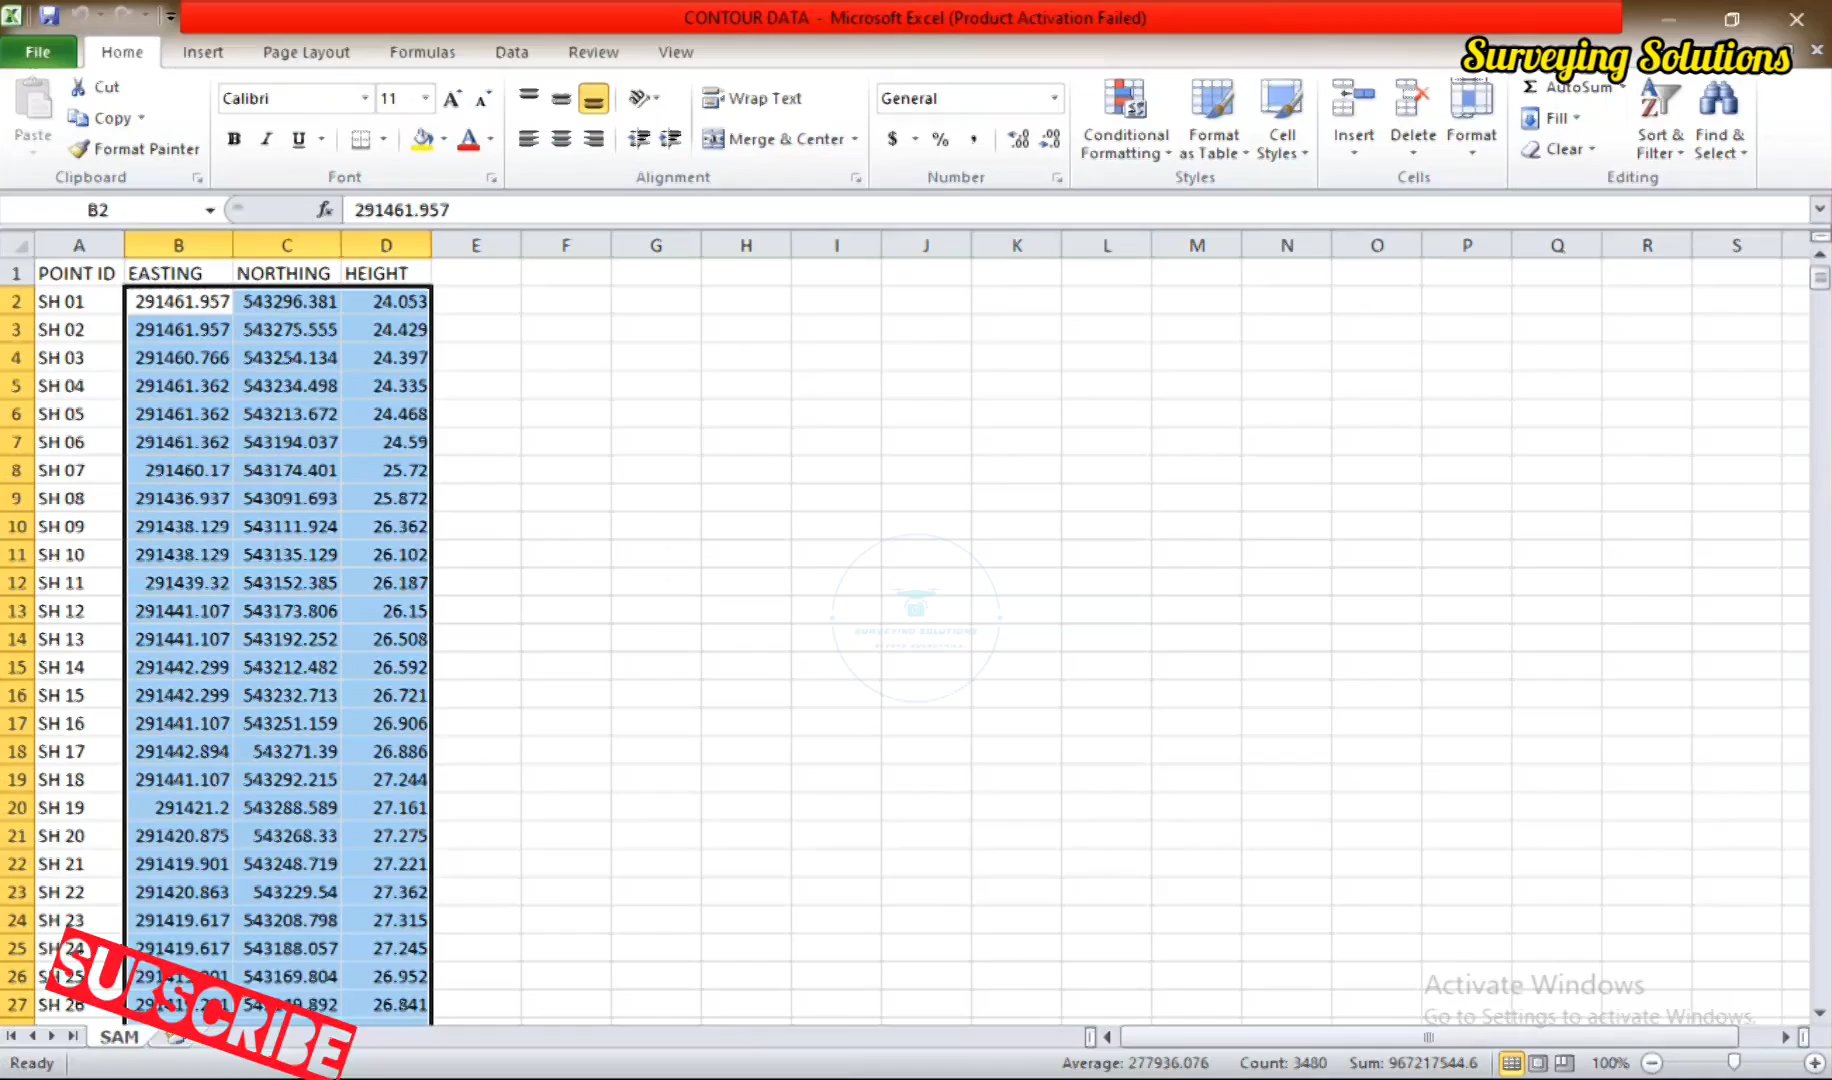 CONTOUR DATA - Microsoft Excel (Product Activation Failed)
File Home Insert Page Layout Formulas Data Review View
Surveying Solutions
Paste
Cut
Copy
Format Painter
Clipboard
Calibri 11
B I U
Font
Wrap Text
Merge & Center
Alignment
General
$ % ,
Number
Conditional Formatting
Format as Table
Cell Styles
Styles
Insert Delete Format
Cells
Σ AutoSum
Fill
Clear
Sort & Filter
Find & Select
Editing
B2 fx 291461.957
A B C D E F G H I J K L M N O P Q R S
1 POINT ID EASTING NORTHING HEIGHT
2 SH 01 291461.957 543296.381 24.053
3 SH 02 291461.957 543275.555 24.429
4 SH 03 291460.766 543254.134 24.397
5 SH 04 291461.362 543234.498 24.335
6 SH 05 291461.362 543213.672 24.468
7 SH 06 291461.362 543194.037 24.59
8 SH 07 291460.17 543174.401 25.72
9 SH 08 291436.937 543091.693 25.872
10 SH 09 291438.129 543111.924 26.362
11 SH 10 291438.129 543135.129 26.102
12 SH 11 291439.32 543152.385 26.187
13 SH 12 291441.107 543173.806 26.15
14 SH 13 291441.107 543192.252 26.508
15 SH 14 291442.299 543212.482 26.592
16 SH 15 291442.299 543232.713 26.721
17 SH 16 291441.107 543251.159 26.906
18 SH 17 291442.894 543271.39 26.886
19 SH 18 291441.107 543292.215 27.244
20 SH 19 291421.2 543288.589 27.161
21 SH 20 291420.875 543268.33 27.275
22 SH 21 291419.901 543248.719 27.221
23 SH 22 291420.863 543229.54 27.362
24 SH 23 291419.617 543208.798 27.315
25 SH 24 291419.617 543188.057 27.245
26 SH 25 543169.804 26.952
27 SH 26 26.841
SURVEYING SOLUTIONS
SUBSCRIBE
Activate Windows
Go to Settings to activate Windows.
SAM
Ready Average: 277936.076 Count: 3480 Sum: 967217544.6 100%